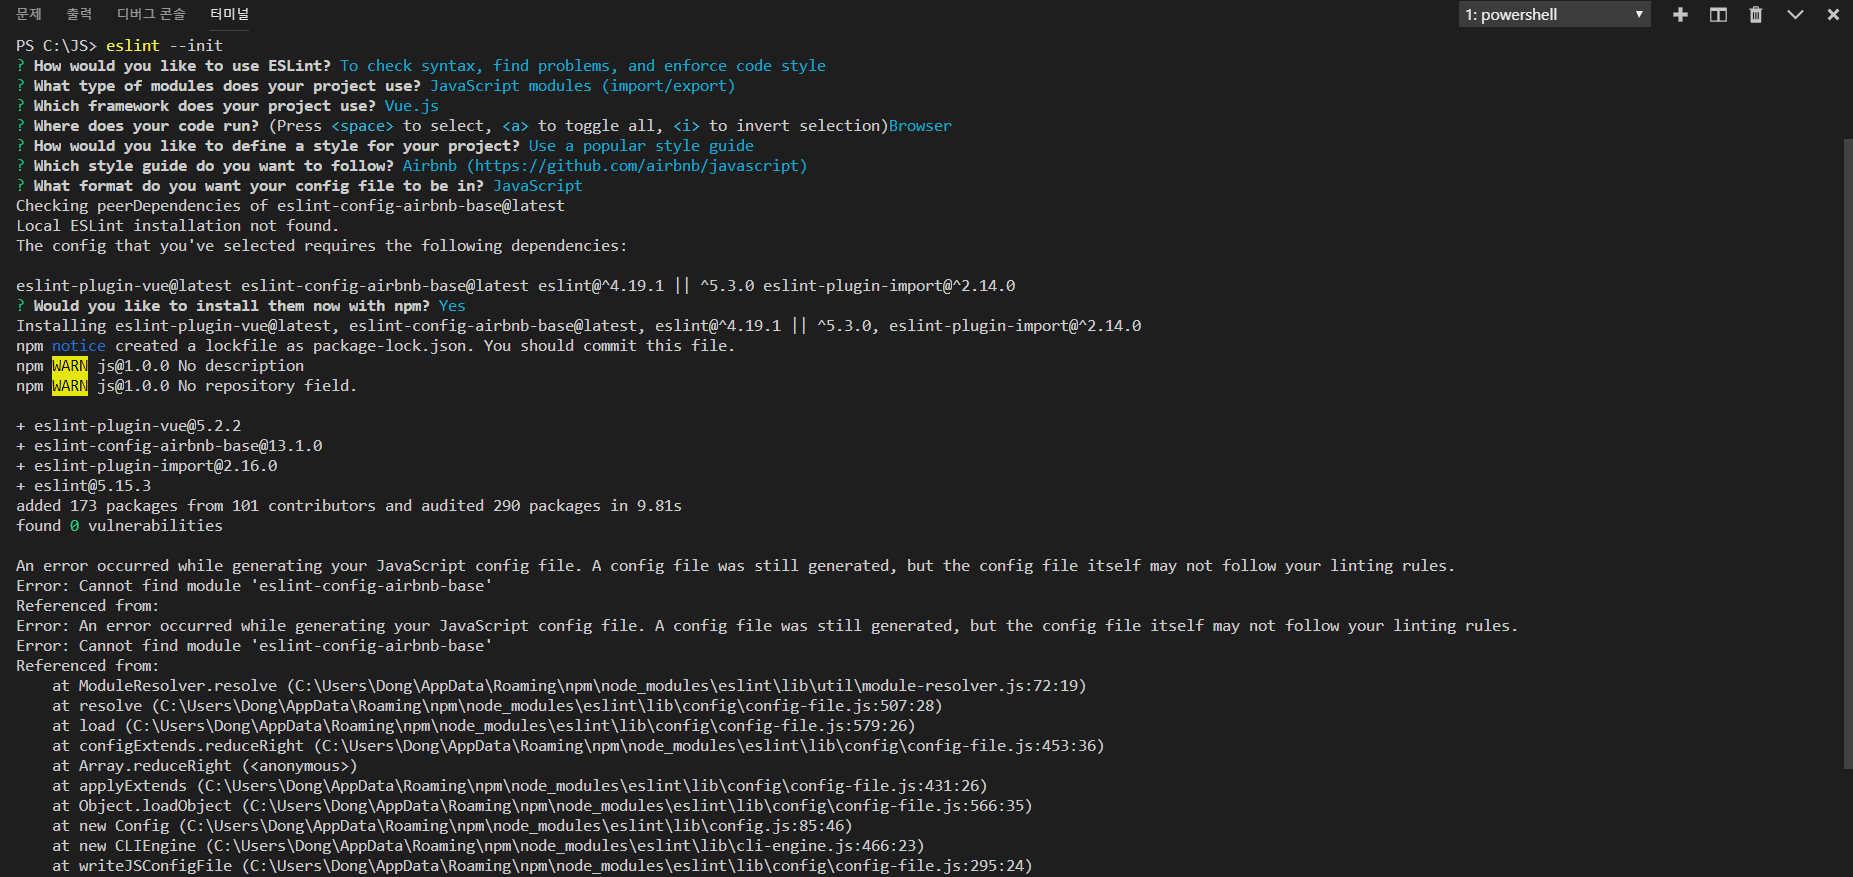 문제 출력 디버그 콘솔 터미널 1: powershell
PS C:\JS> eslint --init
? How would you like to use ESLint? To check syntax, find problems, and enforce code style
? What type of modules does your project use? JavaScript modules (import/export)
? Which framework does your project use? Vue.js
? Where does your code run? (Press <space> to select, <a> to toggle all, <i> to invert selection)Browser
? How would you like to define a style for your project? Use a popular style guide
? Which style guide do you want to follow? Airbnb (https://github.com/airbnb/javascript)
? What format do you want your config file to be in? JavaScript
Checking peerDependencies of eslint-config-airbnb-base@latest
Local ESLint installation not found.
The config that you've selected requires the following dependencies:

eslint-plugin-vue@latest eslint-config-airbnb-base@latest eslint@^4.19.1 || ^5.3.0 eslint-plugin-import@^2.14.0
? Would you like to install them now with npm? Yes
Installing eslint-plugin-vue@latest, eslint-config-airbnb-base@latest, eslint@^4.19.1 || ^5.3.0, eslint-plugin-import@^2.14.0
npm notice created a lockfile as package-lock.json. You should commit this file.
npm WARN js@1.0.0 No description
npm WARN js@1.0.0 No repository field.

+ eslint-plugin-vue@5.2.2
+ eslint-config-airbnb-base@13.1.0
+ eslint-plugin-import@2.16.0
+ eslint@5.15.3
added 173 packages from 101 contributors and audited 290 packages in 9.81s
found 0 vulnerabilities

An error occurred while generating your JavaScript config file. A config file was still generated, but the config file itself may not follow your linting rules.
Error: Cannot find module 'eslint-config-airbnb-base'
Referenced from:
Error: An error occurred while generating your JavaScript config file. A config file was still generated, but the config file itself may not follow your linting rules.
Error: Cannot find module 'eslint-config-airbnb-base'
Referenced from:
    at ModuleResolver.resolve (C:\Users\Dong\AppData\Roaming\npm\node_modules\eslint\lib\util\module-resolver.js:72:19)
    at resolve (C:\Users\Dong\AppData\Roaming\npm\node_modules\eslint\lib\config\config-file.js:507:28)
    at load (C:\Users\Dong\AppData\Roaming\npm\node_modules\eslint\lib\config\config-file.js:579:26)
    at configExtends.reduceRight (C:\Users\Dong\AppData\Roaming\npm\node_modules\eslint\lib\config\config-file.js:453:36)
    at Array.reduceRight (<anonymous>)
    at applyExtends (C:\Users\Dong\AppData\Roaming\npm\node_modules\eslint\lib\config\config-file.js:431:26)
    at Object.loadObject (C:\Users\Dong\AppData\Roaming\npm\node_modules\eslint\lib\config\config-file.js:566:35)
    at new Config (C:\Users\Dong\AppData\Roaming\npm\node_modules\eslint\lib\config.js:85:46)
    at new CLIEngine (C:\Users\Dong\AppData\Roaming\npm\node_modules\eslint\lib\cli-engine.js:466:23)
    at writeJSConfigFile (C:\Users\Dong\AppData\Roaming\npm\node_modules\eslint\lib\config\config-file.js:295:24)